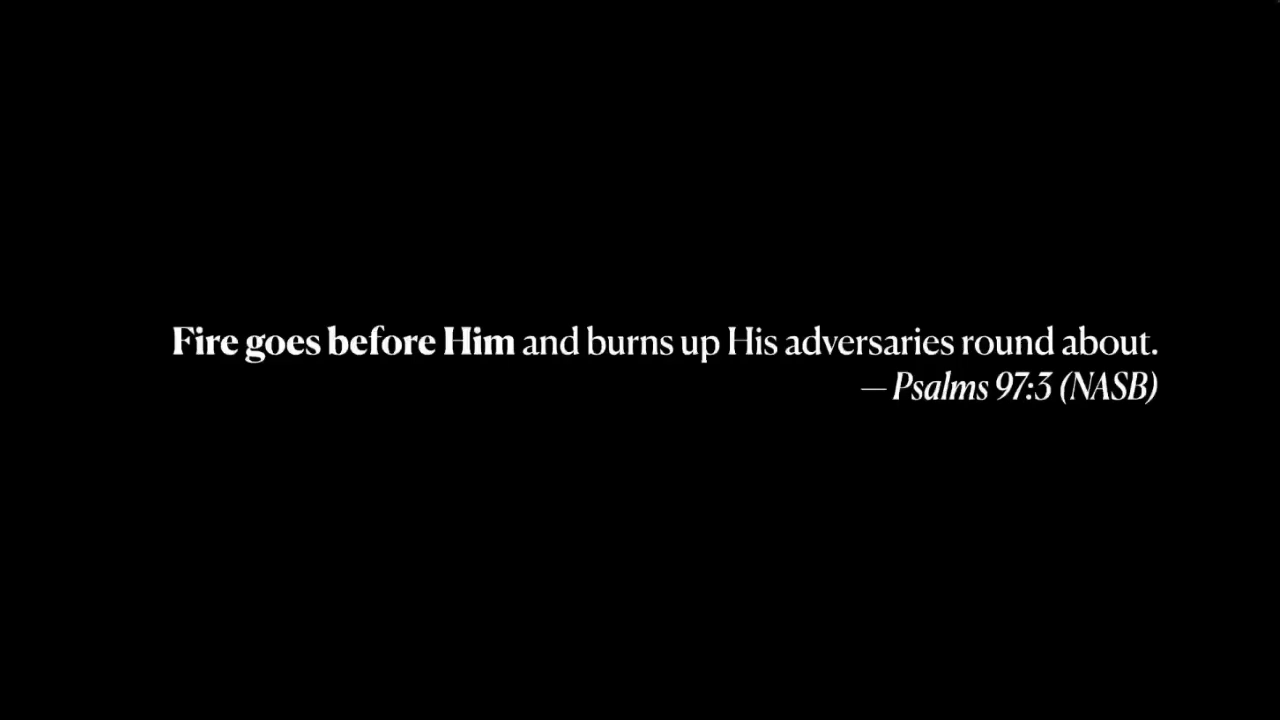 Fire goes before Him and burns up His adversaries round about.
— Psalms 97:3 (NASB)